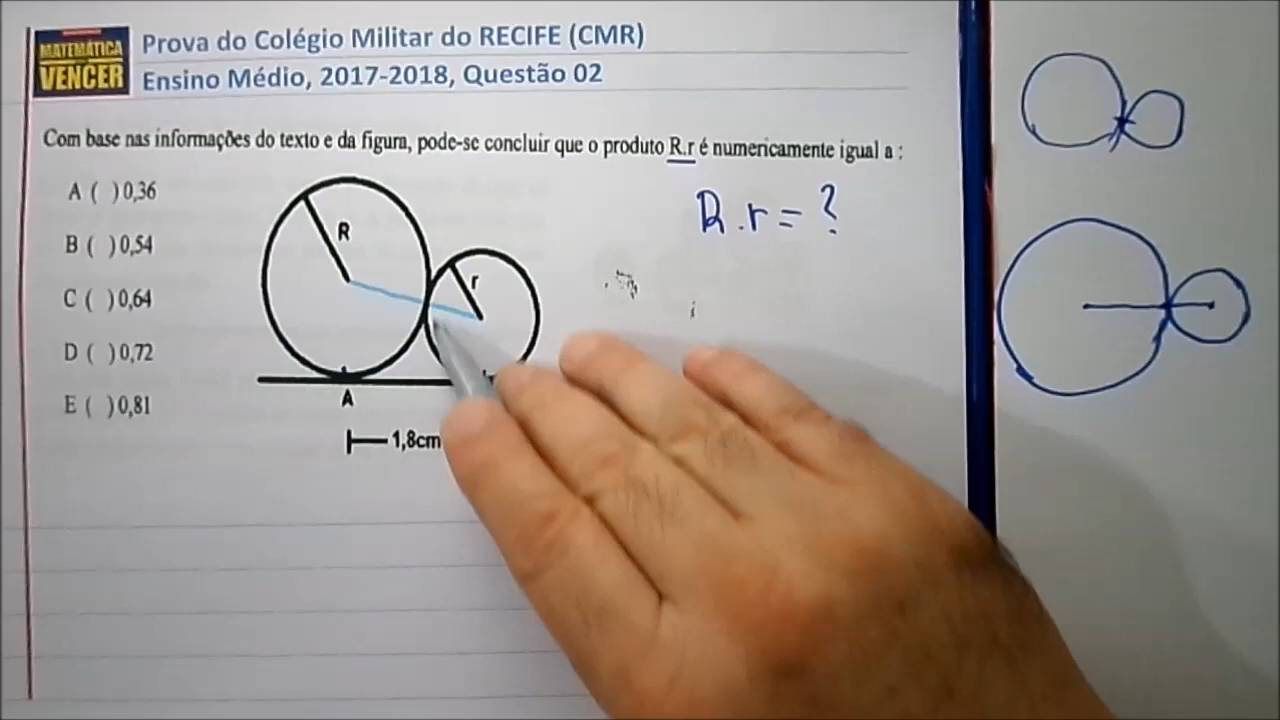 MATEMÁTICA
VENCER
Prova do Colégio Militar do RECIFE (CMR)
Ensino Médio, 2017-2018, Questão 02
Com base nas informações do texto e da figura, pode-se concluir que o produto R.r é numericamente igual a :
A ( ) 0,36
B ( ) 0,54
C ( ) 0,64
D ( ) 0,72
E ( ) 0,81
R
r
A
1,8cm
R.r = ?